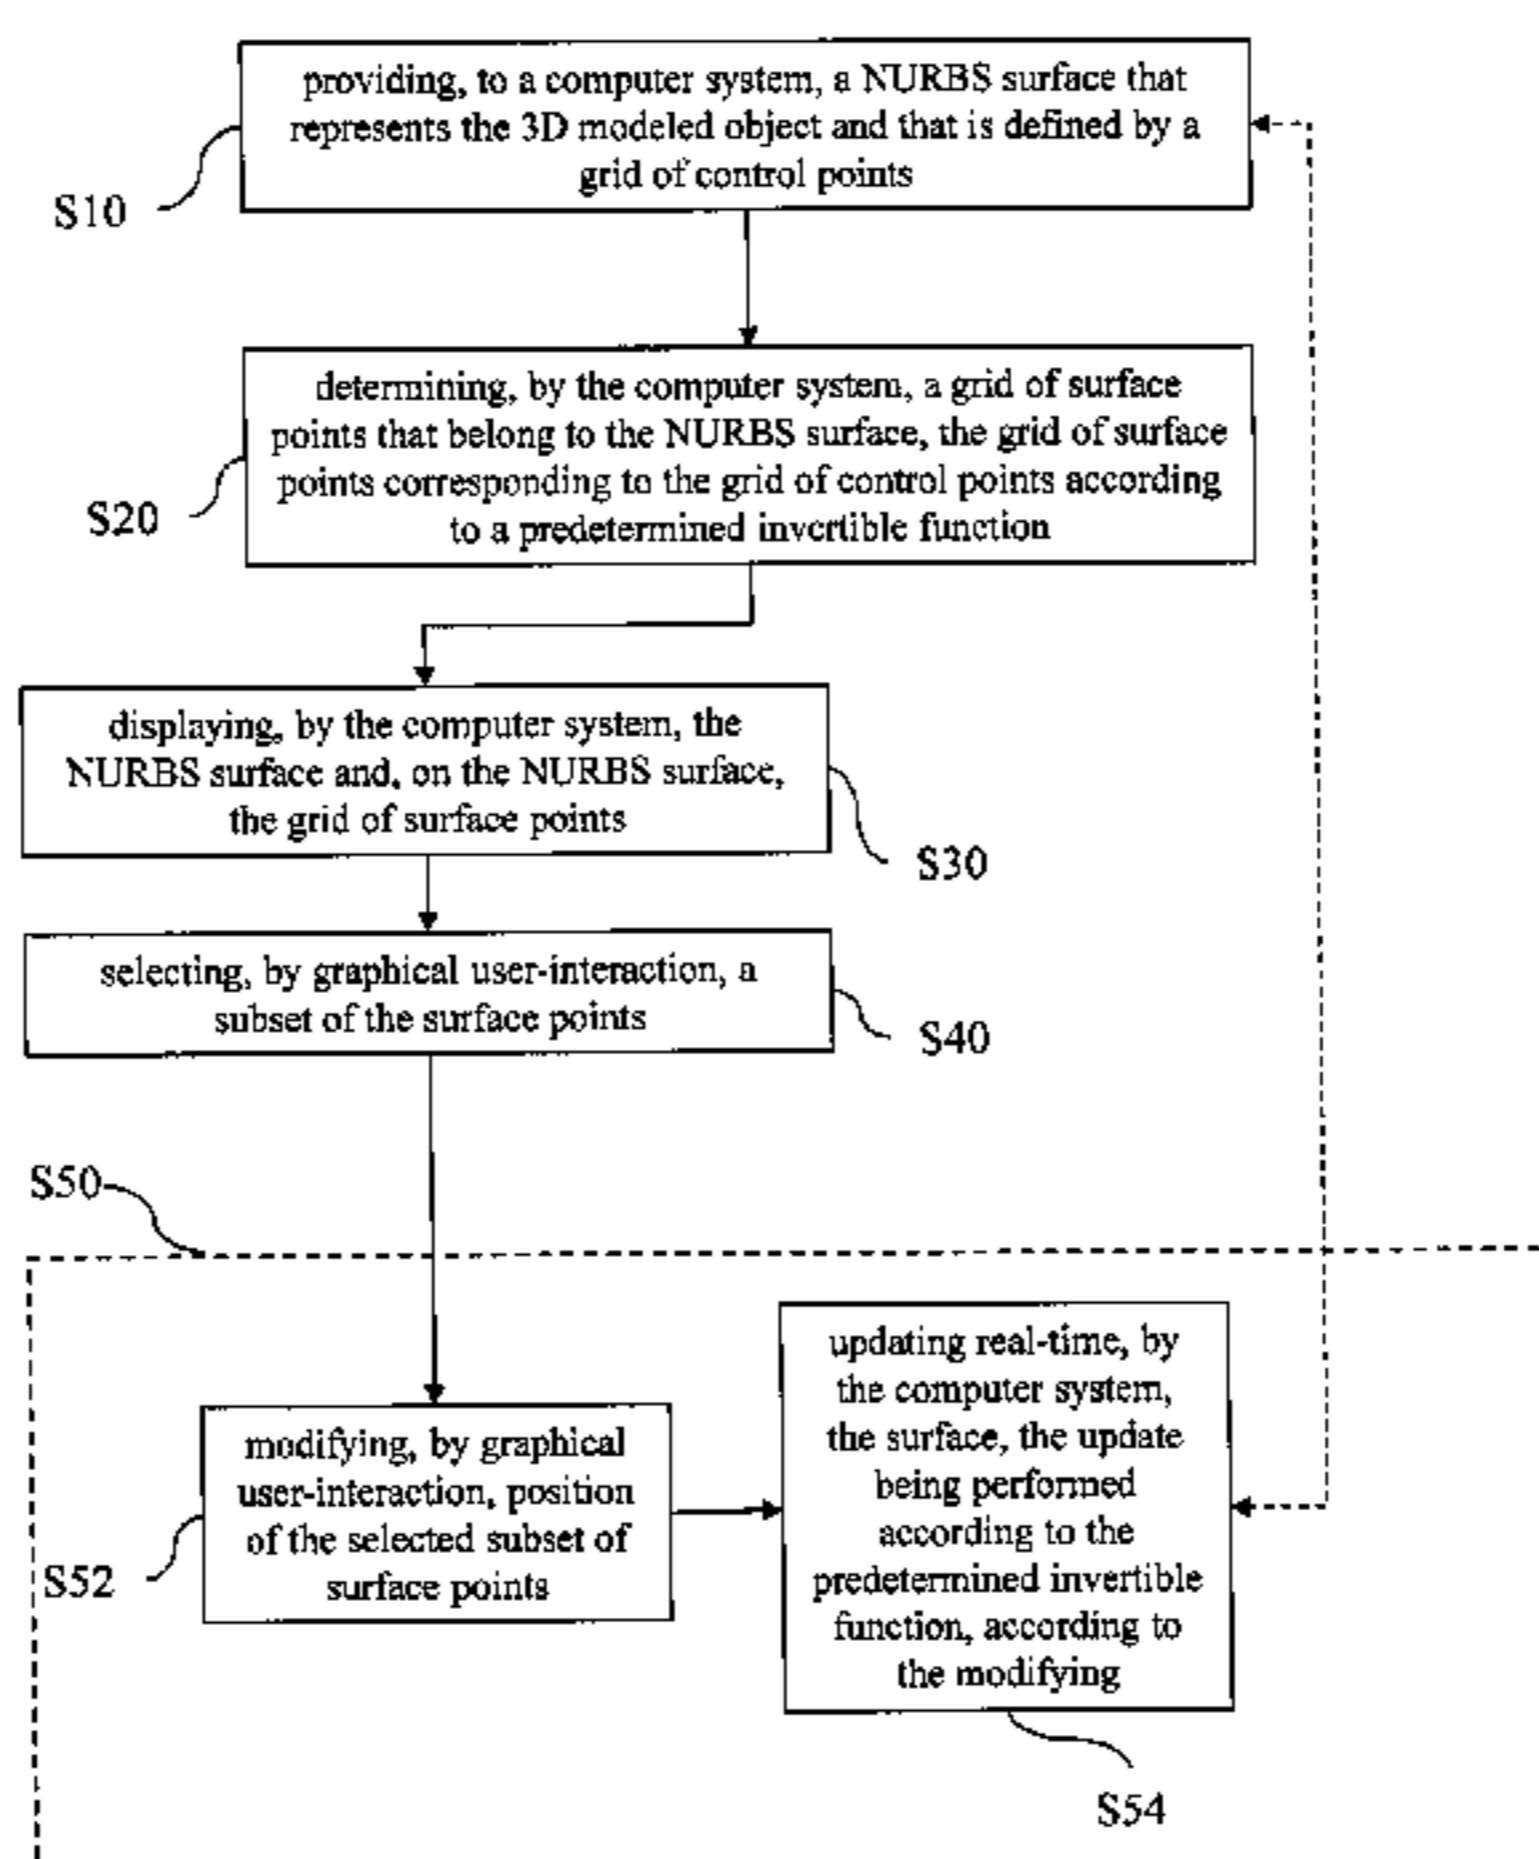 providing, to a computer system, a NURBS surface that
represents the 3D modeled object and that is defined by a
grid of control points
S10
determining, by the computer system, a grid of surface
points that belong to the NURBS surface, the grid of surface
points corresponding to the grid of control points according
to a predetermined invertible function
S20
displaying, by the computer system, the
NURBS surface and, on the NURBS surface,
the grid of surface points
S30
selecting, by graphical user-interaction, a
subset of the surface points
S40
S50
modifying, by graphical
user-interaction, position
of the selected subset of
surface points
S52
updating real-time, by
the computer system,
the surface, the update
being performed
according to the
predetermined invertible
function, according to
the modifying
S54